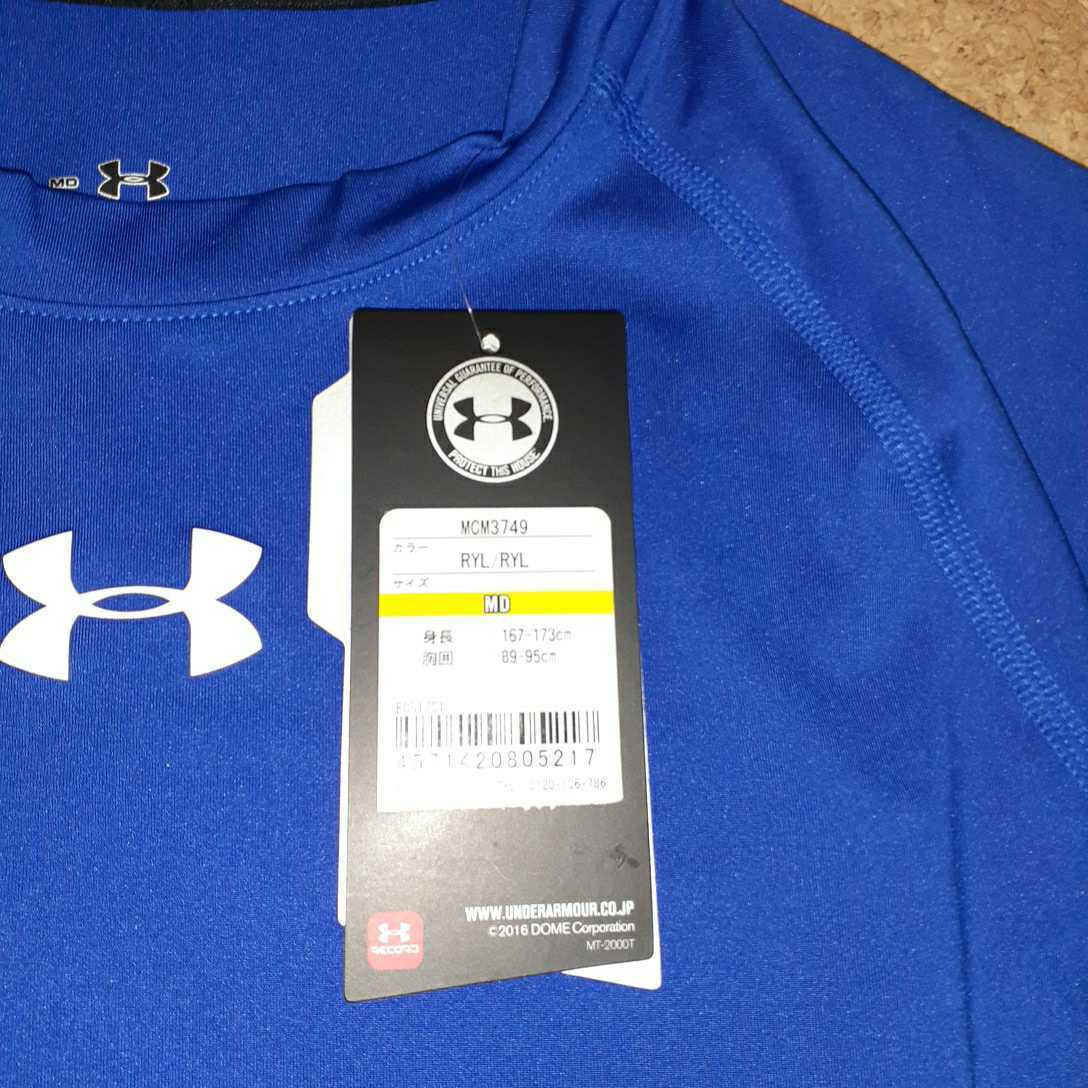 MD
UNIVERSAL GUARANTEE OF PERFORMANCE
PROTECT THIS HOUSE
MCM3749
カラー
RYL/RYL
サイズ
MD
身長 167-173cm
胸囲 89-95cm
4571420805217
WWW.UNDERARMOUR.CO.JP
©2016 DOME Corporation
MT-2000T
RECORD